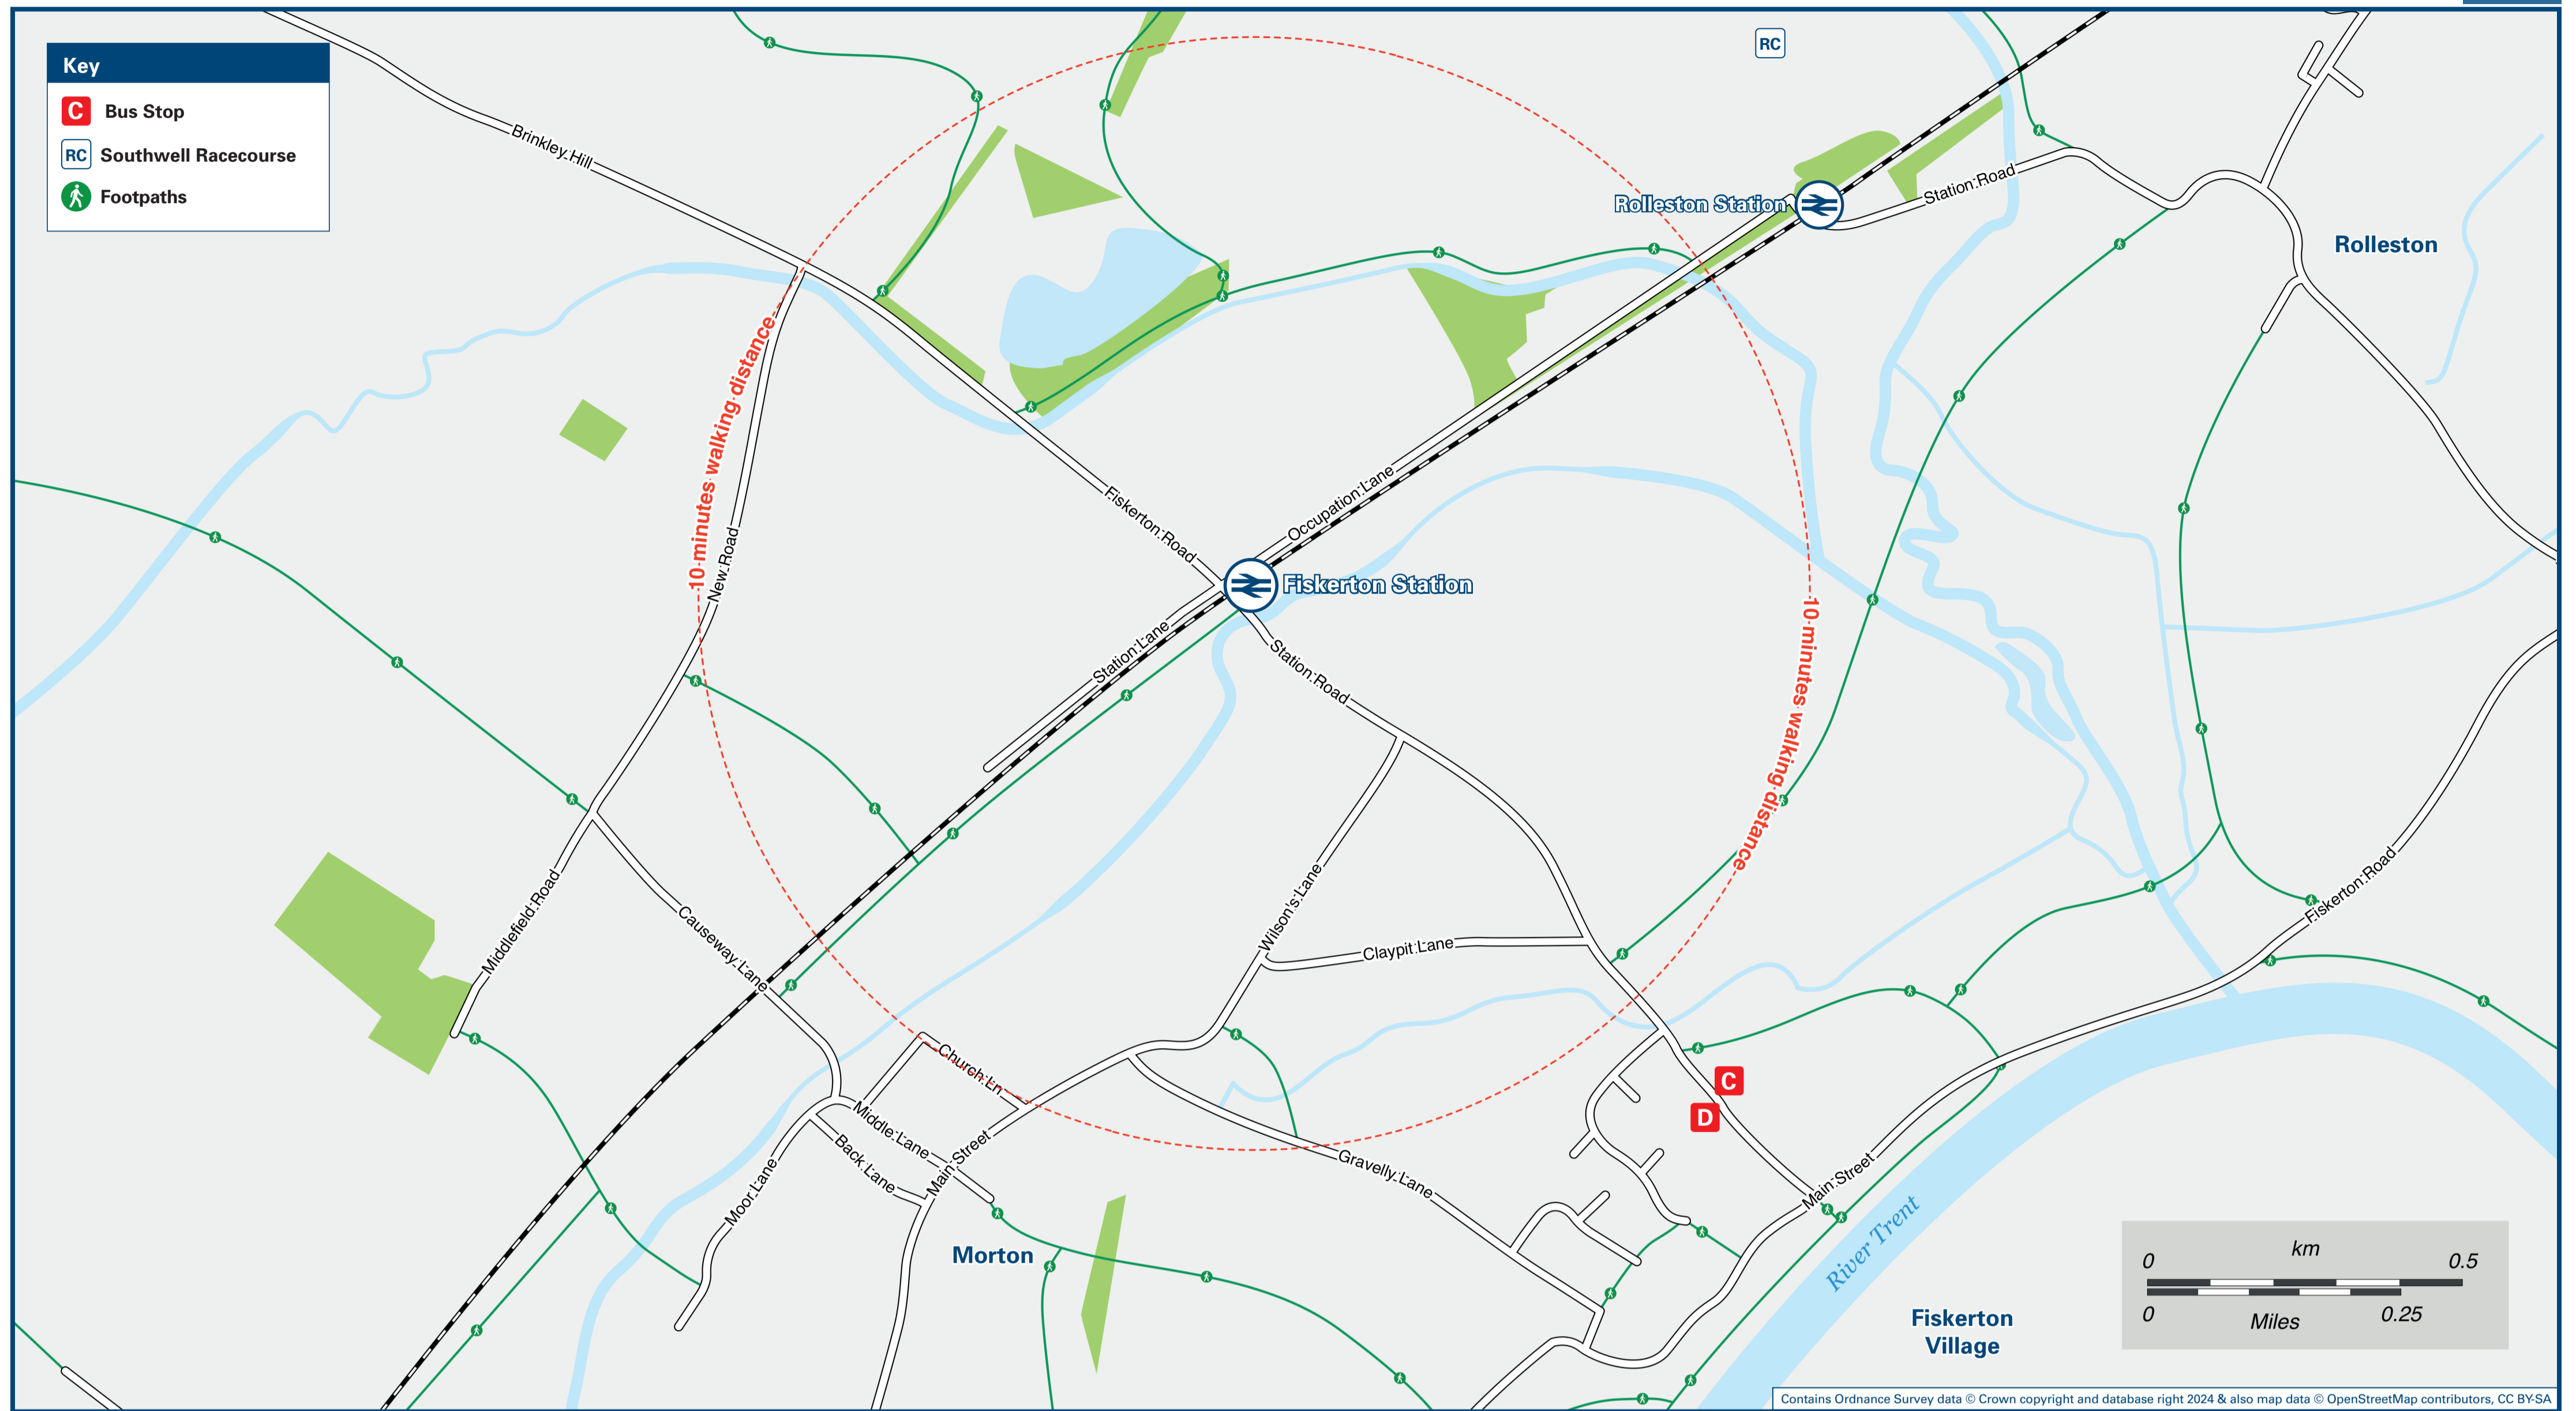 Key
C Bus Stop
RC Southwell Racecourse
Footpaths
RC
Brinkley Hill
Rolleston Station
Station Road
Rolleston
10 minutes walking distance
New Road
Fiskerton Road
Occupation Lane
Fiskerton Station
Station Lane
Station Road
10 minutes walking distance
Middlefield Road
Causeway Lane
Wilson's Lane
Claypit Lane
Fiskerton Road
Church Ln
Middle Lane
Back Lane
Main Street
Moor Lane
Gravelly Lane
C
D
Main Street
River Trent
Morton
Fiskerton
Village
km
0 0.5
0 0.25
Miles
Contains Ordnance Survey data © Crown copyright and database right 2024 & also map data © OpenStreetMap contributors, CC BY-SA